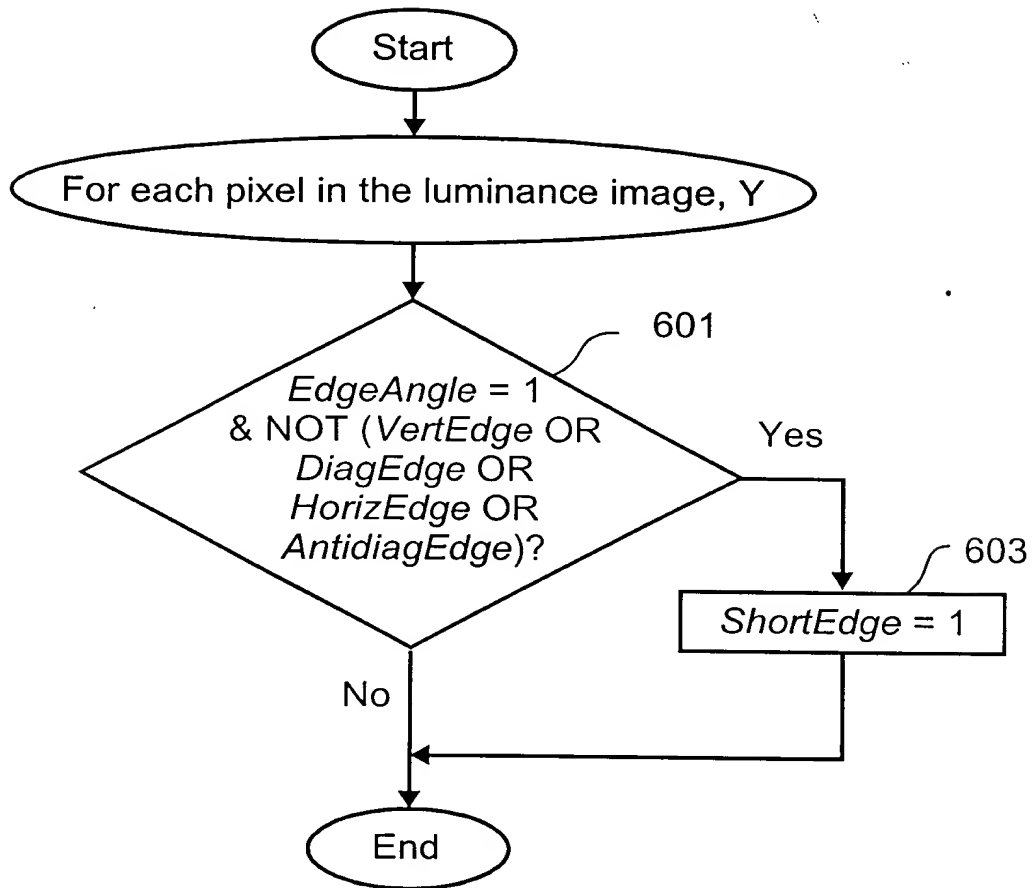 Start
For each pixel in the luminance image, Y
601
EdgeAngle = 1
& NOT (VertEdge OR
DiagEdge OR
HorizEdge OR
AntidiagEdge)?
Yes
603
ShortEdge = 1
No
End